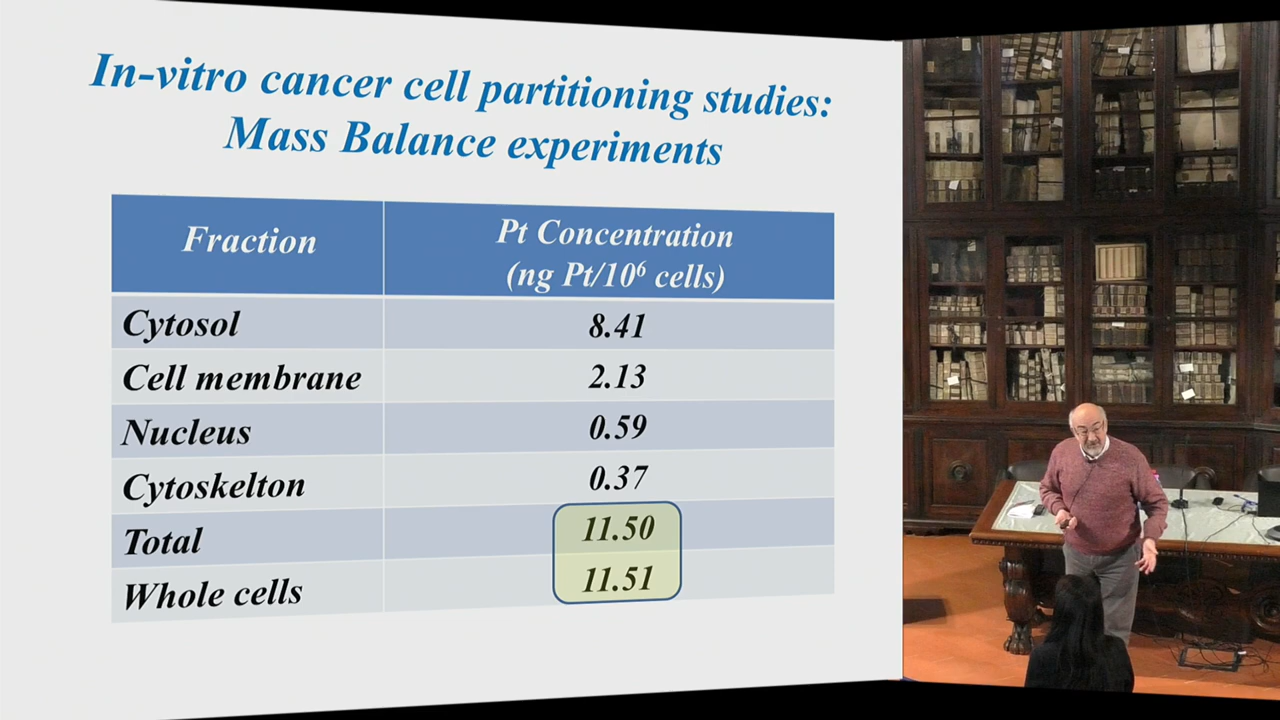 In-vitro cancer cell partitioning studies:
Mass Balance experiments
Fraction
Pt Concentration
(ng Pt/10⁶ cells)
Cytosol 8.41
Cell membrane 2.13
Nucleus 0.59
Cytoskelton 0.37
Total 11.50
Whole cells 11.51